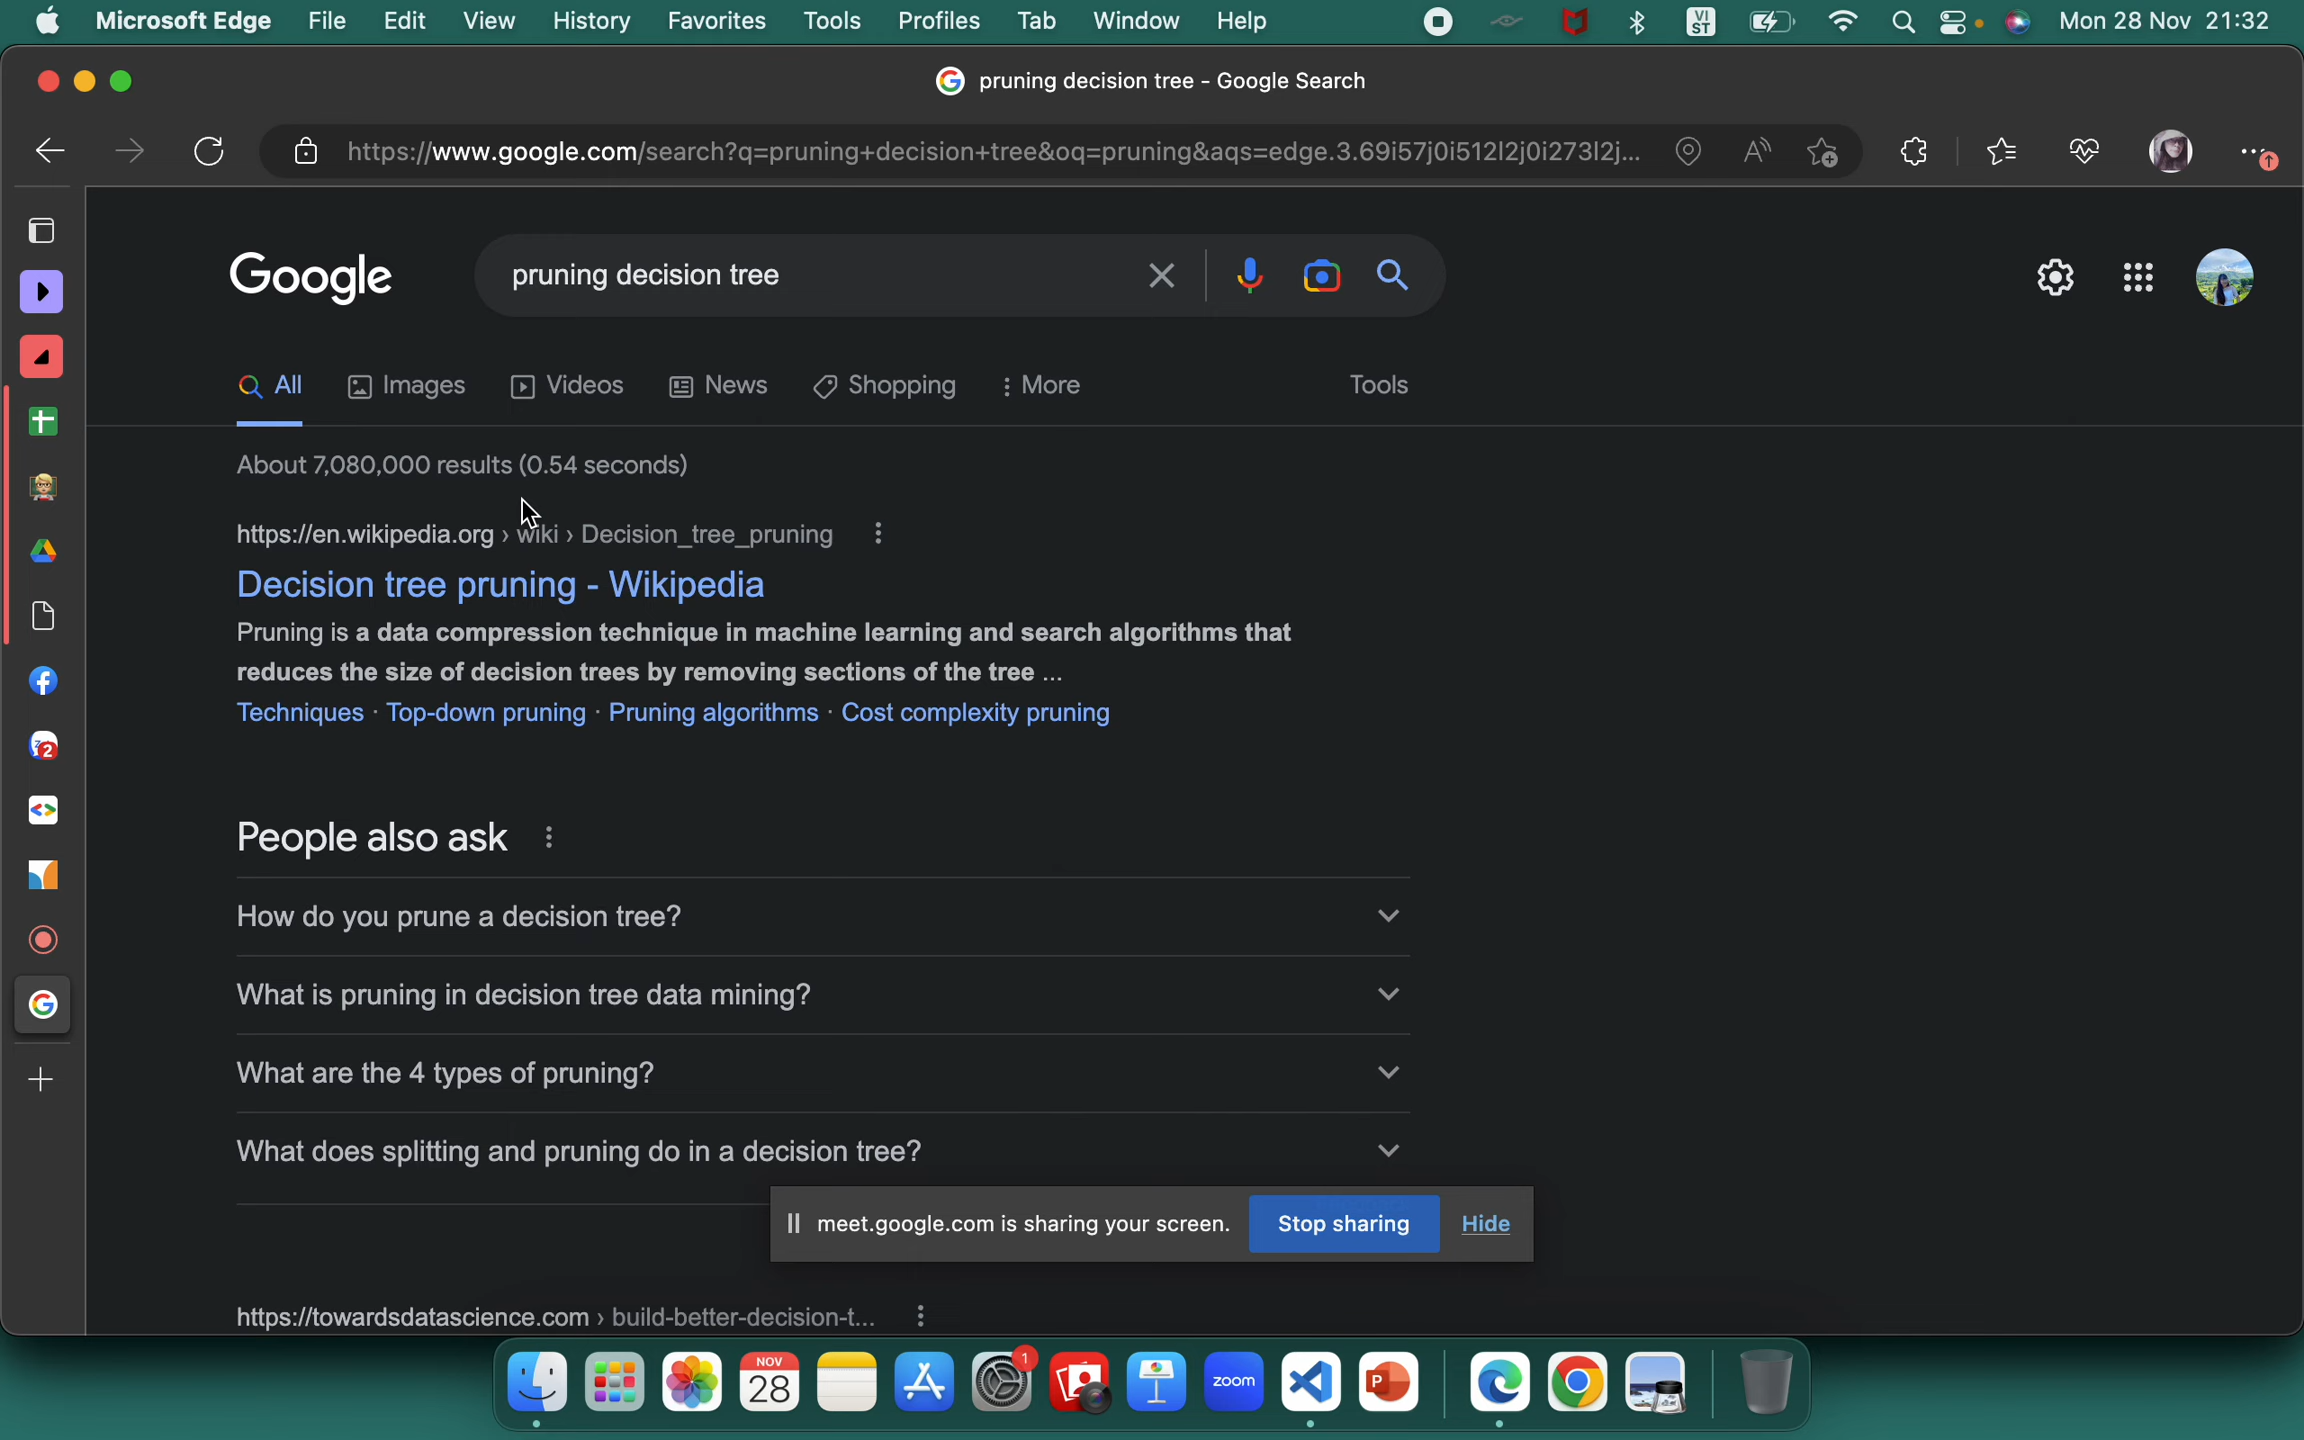 Microsoft Edge File Edit View History Favorites Tools Profiles Tab Window Help VI ST Mon 28 Nov 21:32
pruning decision tree - Google Search
https://www.google.com/search?q=pruning+decision+tree&oq=pruning&aqs=edge.3.69i57j0i512l2j0i273l2j...
Google pruning decision tree
All Images Videos News Shopping More Tools
About 7,080,000 results (0.54 seconds)
https://en.wikipedia.org › wiki › Decision_tree_pruning
Decision tree pruning - Wikipedia
Pruning is a data compression technique in machine learning and search algorithms that
reduces the size of decision trees by removing sections of the tree ...
Techniques · Top-down pruning · Pruning algorithms · Cost complexity pruning
2
People also ask
How do you prune a decision tree?
What is pruning in decision tree data mining?
What are the 4 types of pruning?
What does splitting and pruning do in a decision tree?
meet.google.com is sharing your screen. Stop sharing Hide
https://towardsdatascience.com › build-better-decision-t...
NOV 28 1 zoom P